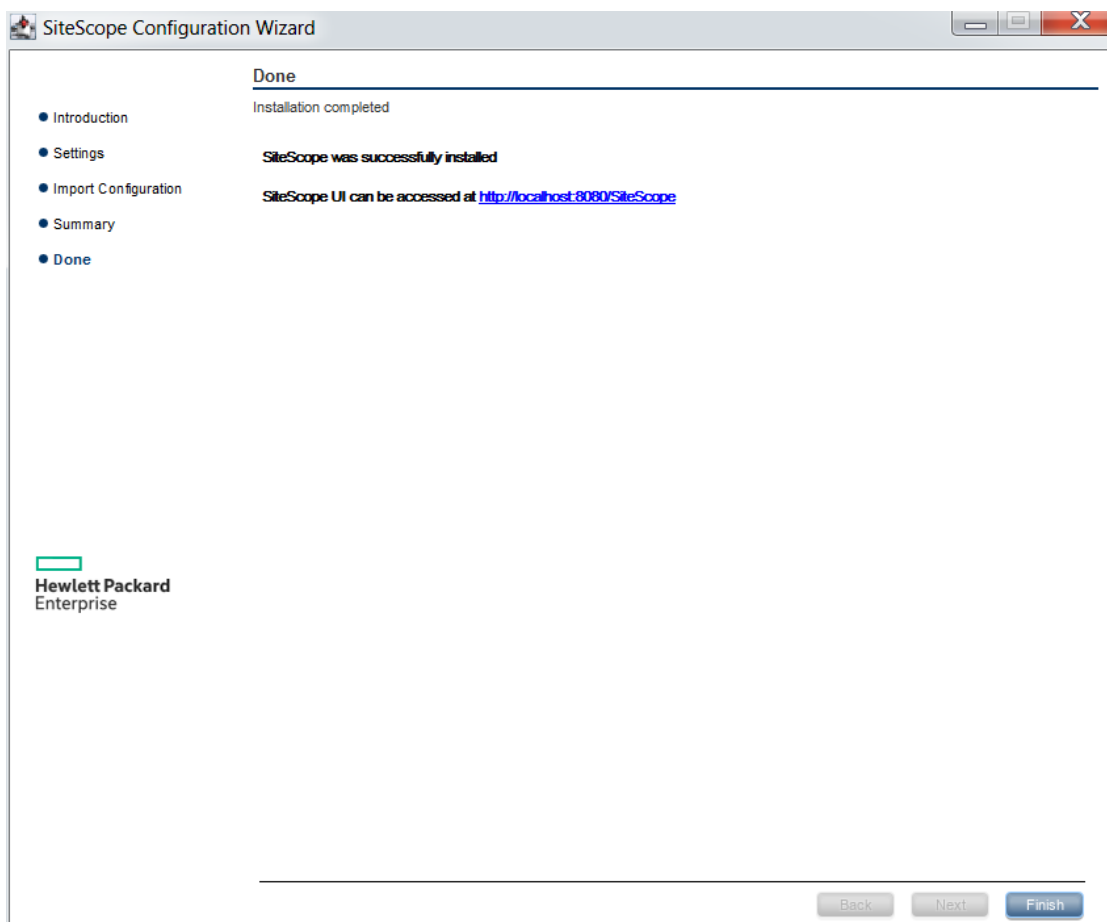 SiteScope Configuration Wizard
Done
Installation completed
Introduction
Settings
SiteScope was successfully installed
Import Configuration
SiteScope UI can be accessed at http://localhost:8080/SiteScope
Summary
Done
Hewlett Packard
Enterprise
Back Next Finish